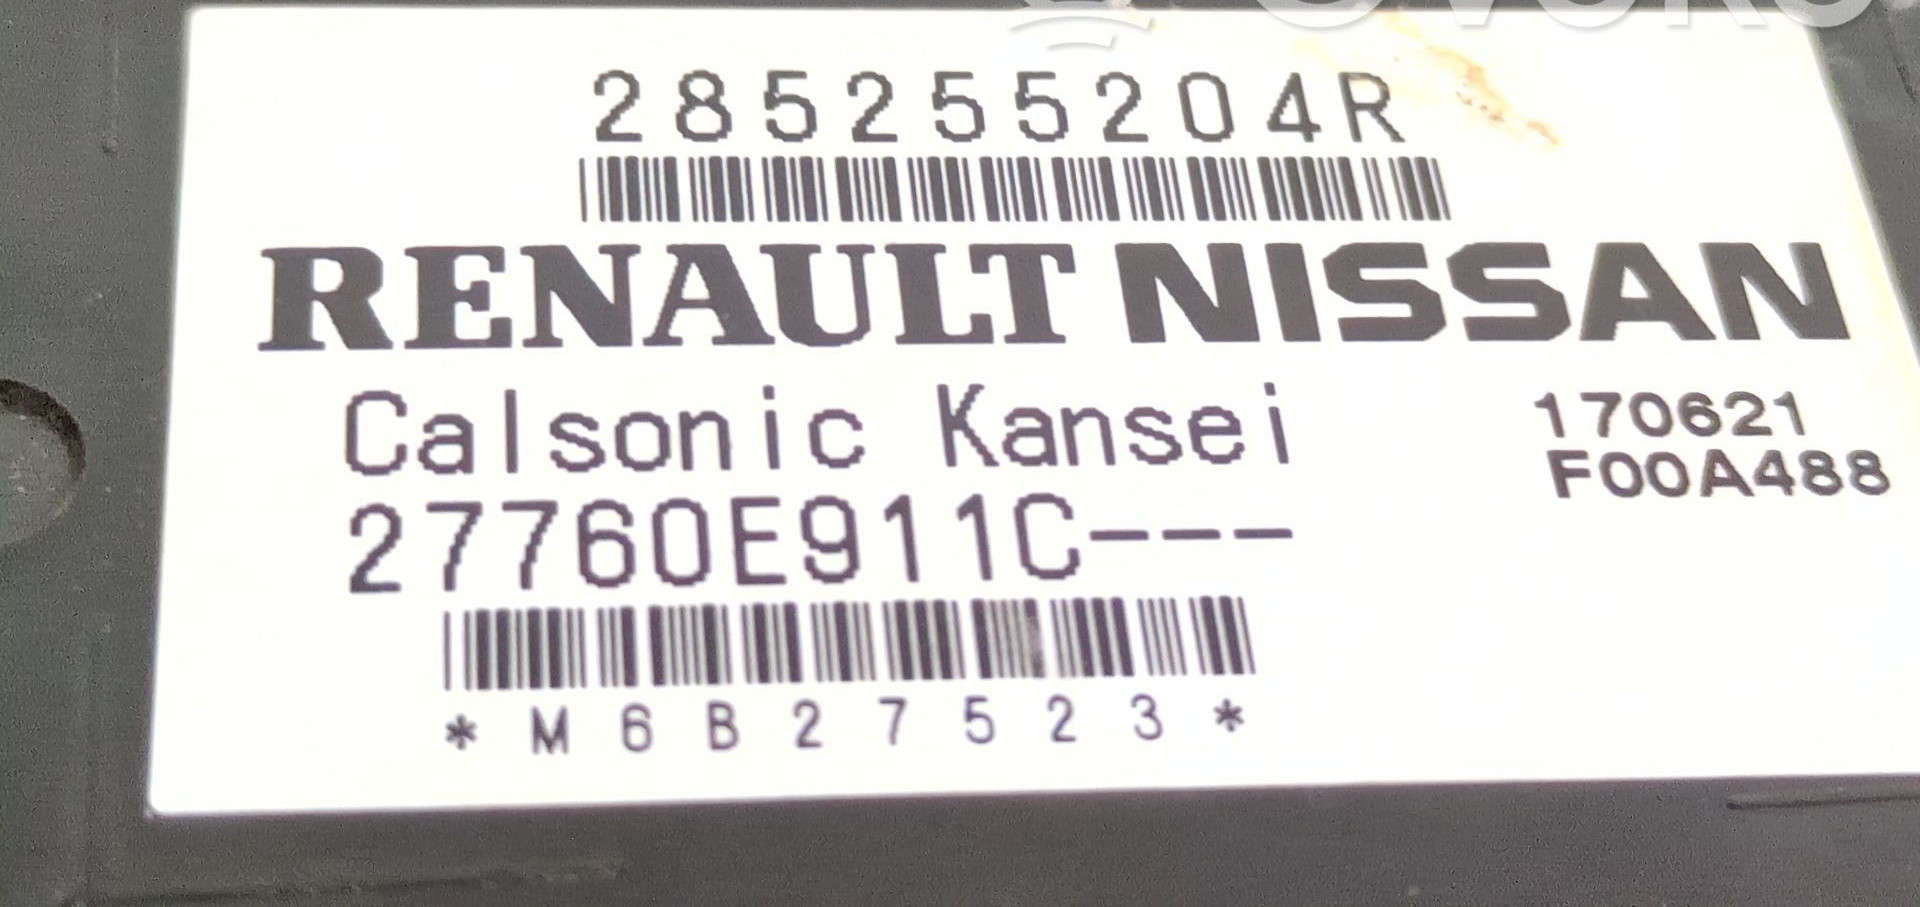 285255204R
RENAULT NISSAN
Calsonic Kansei
170621
F00A488
27760E911C---
*M6B27523*